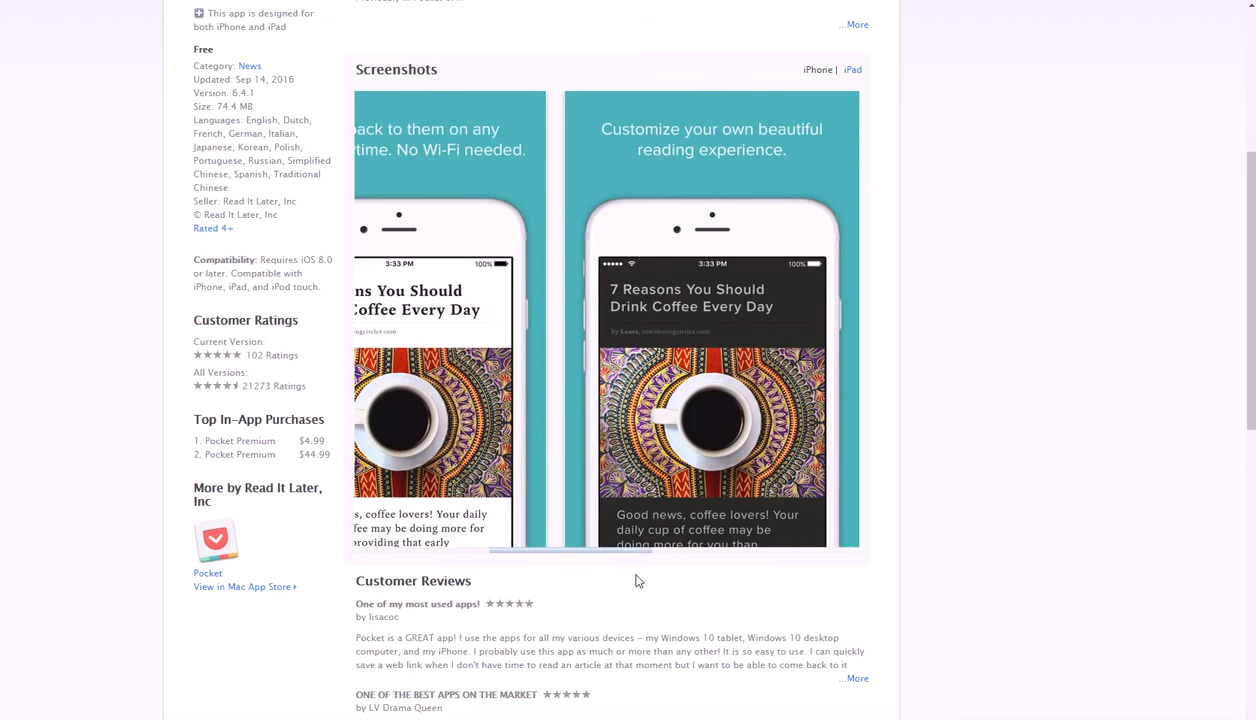 This app is designed for
both iPhone and iPad
...More
Free
Category: News
Updated: Sep 14, 2016
Version: 6.4.1
Size: 74.4 MB
Languages: English, Dutch,
French, German, Italian,
Japanese, Korean, Polish,
Portuguese, Russian, Simplified
Chinese, Spanish, Traditional
Chinese
Seller: Read It Later, Inc
© Read It Later, Inc
Rated 4+
Compatibility: Requires iOS 8.0
or later. Compatible with
iPhone, iPad, and iPod touch.
Customer Ratings
Current Version:
★★★★★ 102 Ratings
All Versions:
21273 Ratings
Top In-App Purchases
1. Pocket Premium $4.99
2. Pocket Premium $44.99
More by Read It Later,
Inc
Pocket
View in Mac App Store
Screenshots
iPhone | iPad
back to them on any
time. No Wi-Fi needed.
3:33 PM 100%
ns You Should
Coffee Every Day
s, coffee lovers! Your daily
fee may be doing more for
providing that early
Customize your own beautiful
reading experience.
3:33 PM 100%
7 Reasons You Should
Drink Coffee Every Day
Good news, coffee lovers! Your
daily cup of coffee may be
doing more for you than
Customer Reviews
One of my most used apps! ★★★★★
by lisacoc
Pocket is a GREAT app! I use the apps for all my various devices - my Windows 10 tablet, Windows 10 desktop
computer, and my iPhone. I probably use this app as much or more than any other! It is so easy to use. I can quickly
save a web link when I don't have time to read an article at that moment but I want to be able to come back to it
...More
ONE OF THE BEST APPS ON THE MARKET ★★★★★
by LV Drama Queen